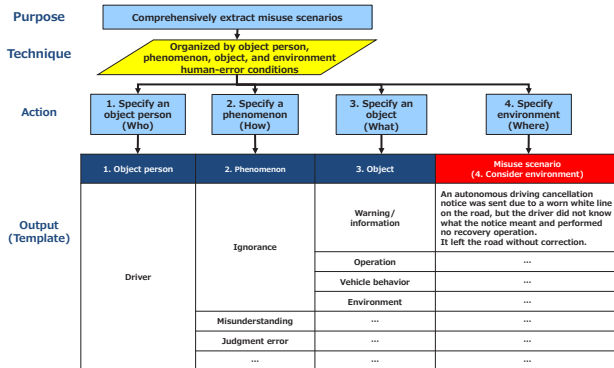 Purpose
Comprehensively extract misuse scenarios
Technique
Organized by object person,
phenomenon, object, and environment
human-error conditions
Action
1. Specify an
object person
(Who)
2. Specify a
phenomenon
(How)
3. Specify an
object
(What)
4. Specify
environment
(Where)
Output
(Template)
1. Object person
2. Phenomenon
3. Object
Misuse scenario
(4. Consider environment)
Driver
Ignorance
Warning/
information
An autonomous driving cancellation
notice was sent due to a worn white line
on the road, but the driver did not know
what the notice meant and performed
no recovery operation.
It left the road without correction.
Operation
...
Vehicle behavior
...
Environment
...
Misunderstanding
...
...
Judgment error
...
...
...
...
...